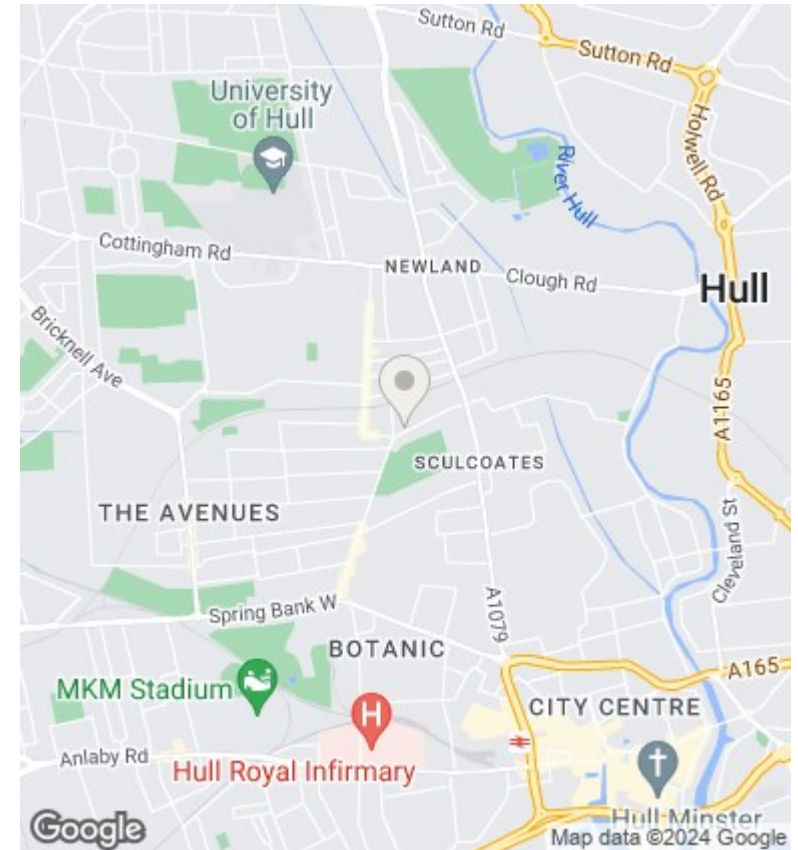 Sutton Rd
Sutton Rd
University
of Hull
Holwell Rd
River Hull
Cottingham Rd
NEWLAND
Clough Rd
Hull
Bricknell Ave
A1165
SCULCOATES
THE AVENUES
Cleveland St
Spring Bank W
A1079
BOTANIC
A165
MKM Stadium
CITY CENTRE
H
Anlaby Rd
Hull Royal Infirmary
Hull Minster
Google
Map data ©2024 Google